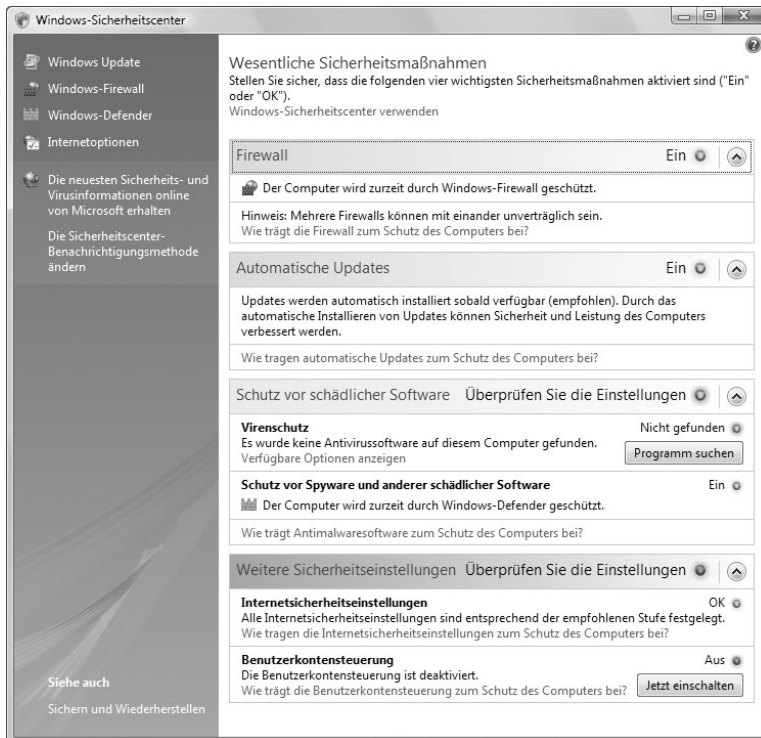 Windows-Sicherheitscenter
Windows Update
Windows-Firewall
Windows-Defender
Internetoptionen
Die neuesten Sicherheits- und
Virusinformationen online
von Microsoft erhalten
Die Sicherheitscenter-
Benachrichtigungsmethode
ändern
Siehe auch
Sichern und Wiederherstellen
Wesentliche Sicherheitsmaßnahmen
Stellen Sie sicher, dass die folgenden vier wichtigsten Sicherheitsmaßnahmen aktiviert sind ("Ein"
oder "OK").
Windows-Sicherheitscenter verwenden
Firewall Ein
Der Computer wird zurzeit durch Windows-Firewall geschützt.
Hinweis: Mehrere Firewalls können mit einander unverträglich sein.
Wie trägt die Firewall zum Schutz des Computers bei?
Automatische Updates Ein
Updates werden automatisch installiert sobald verfügbar (empfohlen). Durch das
automatische Installieren von Updates können Sicherheit und Leistung des Computers
verbessert werden.
Wie tragen automatische Updates zum Schutz des Computers bei?
Schutz vor schädlicher Software Überprüfen Sie die Einstellungen
Virenschutz Nicht gefunden
Es wurde keine Antivirussoftware auf diesem Computer gefunden.
Verfügbare Optionen anzeigen Programm suchen
Schutz vor Spyware und anderer schädlicher Software Ein
Der Computer wird zurzeit durch Windows-Defender geschützt.
Wie trägt Antimalwaresoftware zum Schutz des Computers bei?
Weitere Sicherheitseinstellungen Überprüfen Sie die Einstellungen
Internetsicherheitseinstellungen OK
Alle Internetsicherheitseinstellungen sind entsprechend der empfohlenen Stufe festgelegt.
Wie tragen die Internetsicherheitseinstellungen zum Schutz des Computers bei?
Benutzerkontensteuerung Aus
Die Benutzerkontensteuerung ist deaktiviert.
Wie trägt die Benutzerkontensteuerung zum Schutz des Computers bei? Jetzt einschalten